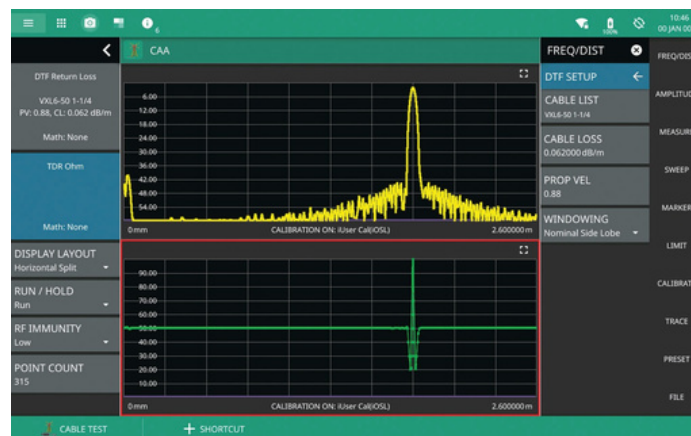 6
100%
10:46
00 JAN 00
CAA
DTF Return Loss
VXL6-50 1-1/4
PV: 0.88, CL: 0.062 dB/m
Math: None
TDR Ohm
Math: None
DISPLAY LAYOUT
Horizontal Split
RUN / HOLD
Run
RF IMMUNITY
Low
POINT COUNT
315
6.00
12.00
18.00
24.00
30.00
36.00
42.00
48.00
54.00
0 mm
CALIBRATION ON: iUser Cal(iOSL)
2.600000 m
90.00
80.00
70.00
60.00
50.00
40.00
30.00
20.00
10.00
0 mm
CALIBRATION ON: iUser Cal(iOSL)
2.600000 m
FREQ/DIST
DTF SETUP
CABLE LIST
VXL6-50 1-1/4
CABLE LOSS
0.062000 dB/m
PROP VEL
0.88
WINDOWING
Nominal Side Lobe
FREQ/DIS
AMPLITUD
MEASUR
SWEEP
MARKER
LIMIT
CALIBRAT
TRACE
PRESET
FILE
CABLE TEST
+ SHORTCUT